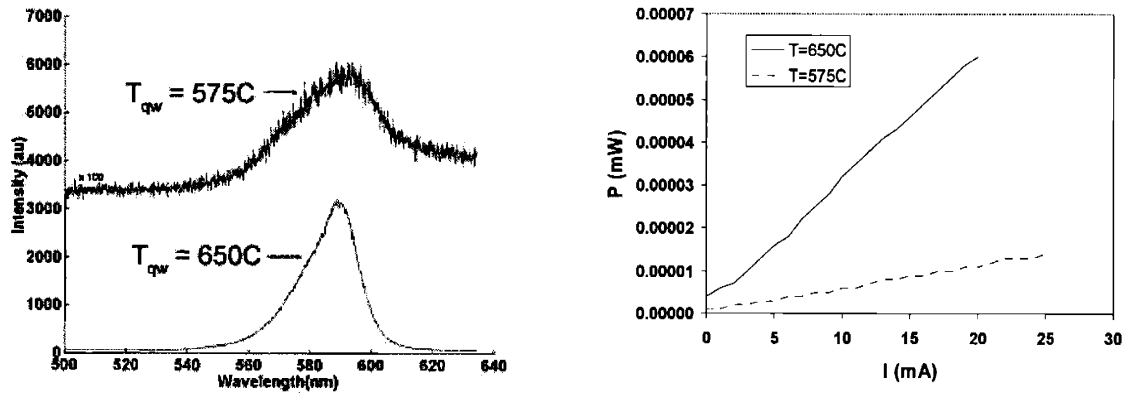 7000
6000
5000
4000
3000
2000
1000
0
Intensity (au)
T_qw = 575C
x 100
T_qw = 650C
500 520 540 560 580 600 620 640
Wavelength(nm)
0.00007
0.00006
0.00005
0.00004
0.00003
0.00002
0.00001
0.00000
P (mW)
T=650C
T=575C
0 5 10 15 20 25 30
I (mA)